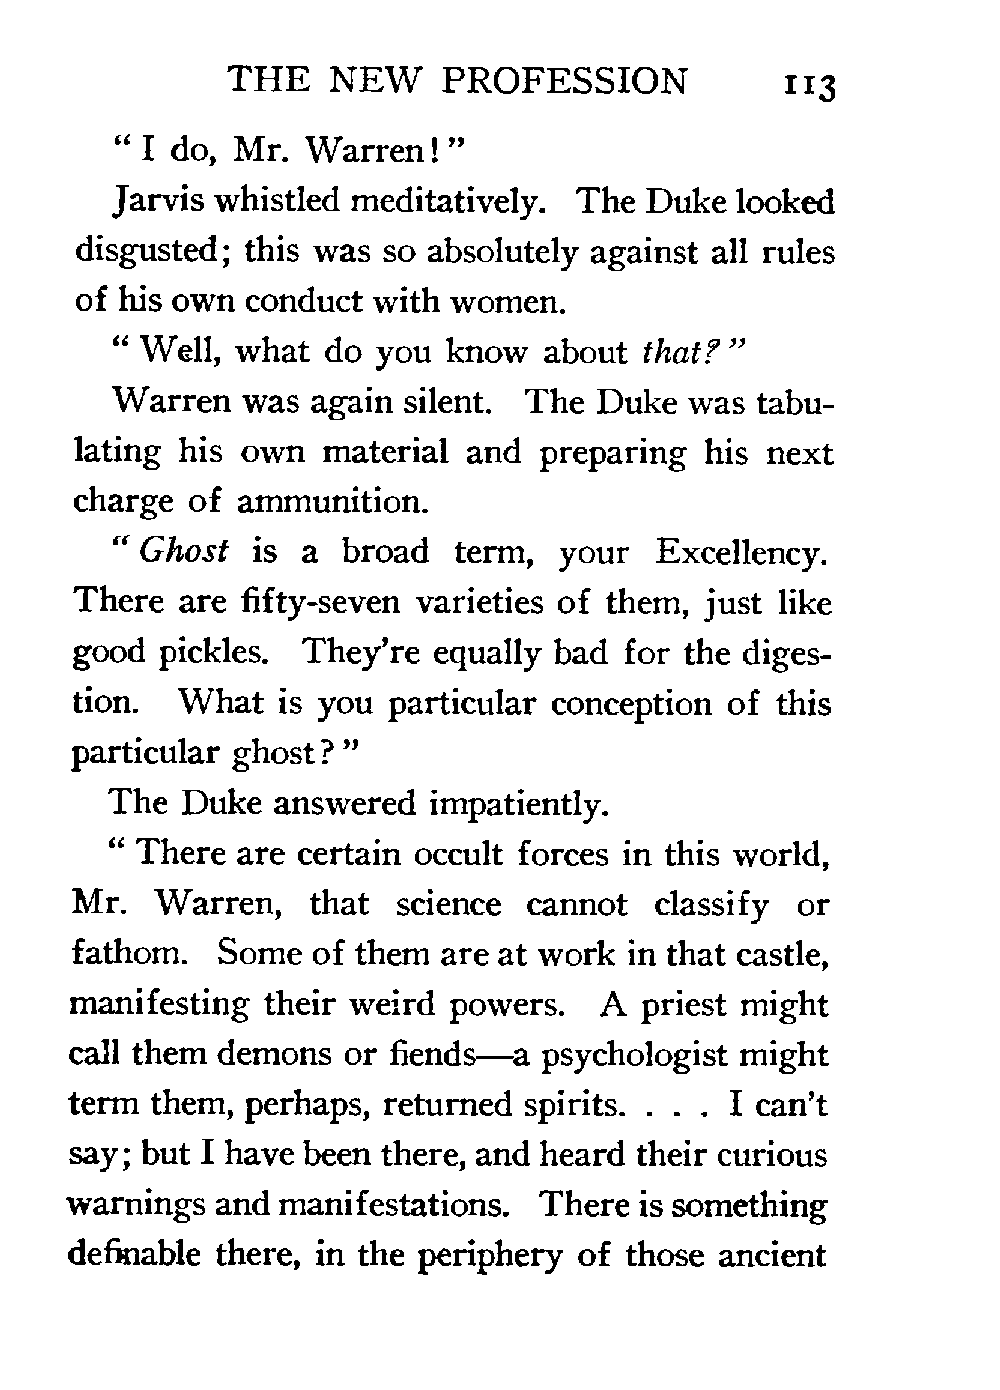 THE NEW PROFESSION 113
“ I do, Mr. Warren! ”
Jarvis whistled meditatively. The Duke looked
disgusted; this was so absolutely against all rules
of his own conduct with women.
“ Well, what do you know about that? ”
Warren was again silent. The Duke was tabu-
lating his own material and preparing his next
charge of ammunition.
“ Ghost is a broad term, your Excellency.
There are fifty-seven varieties of them, just like
good pickles. They’re equally bad for the diges-
tion. What is you particular conception of this
particular ghost? ”
The Duke answered impatiently.
“ There are certain occult forces in this world,
Mr. Warren, that science cannot classify or
fathom. Some of them are at work in that castle,
manifesting their weird powers. A priest might
call them demons or fiends—a psychologist might
term them, perhaps, returned spirits. . . . I can’t
say; but I have been there, and heard their curious
warnings and manifestations. There is something
definable there, in the periphery of those ancient